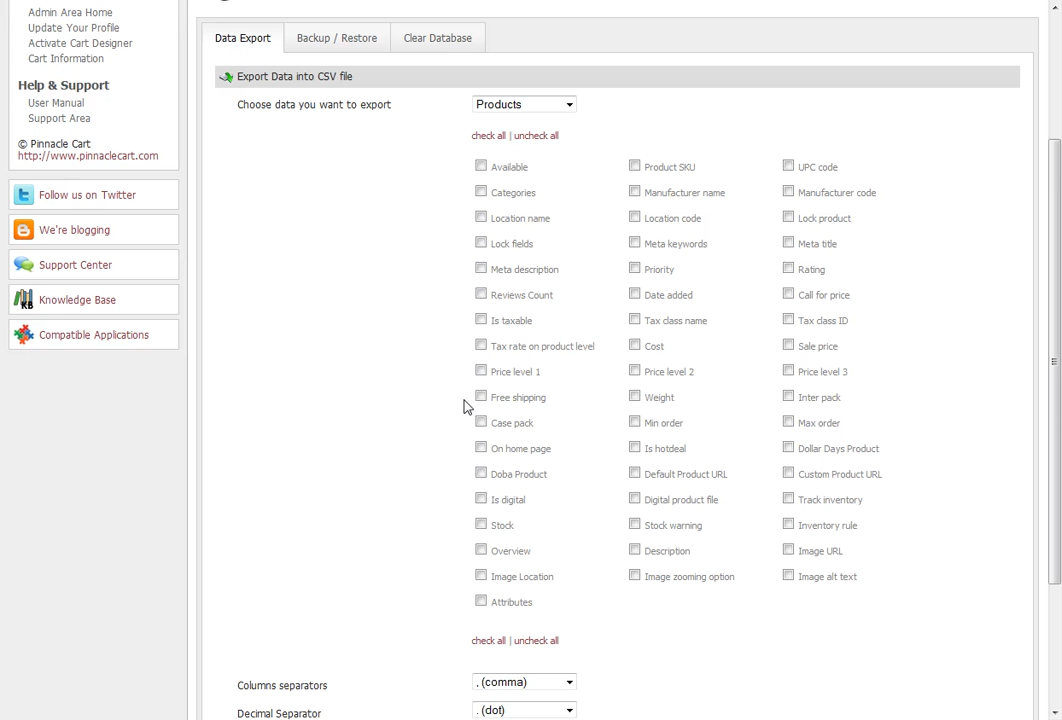 Admin Area Home
Update Your Profile
Activate Cart Designer
Cart Information
Help & Support
User Manual
Support Area
© Pinnacle Cart
http://www.pinnaclecart.com
Follow us on Twitter
We're blogging
Support Center
KB Knowledge Base
Compatible Applications
Data Export Backup / Restore Clear Database
Export Data into CSV file
Choose data you want to export Products
check all | uncheck all
Available Product SKU UPC code
Categories Manufacturer name Manufacturer code
Location name Location code Lock product
Lock fields Meta keywords Meta title
Meta description Priority Rating
Reviews Count Date added Call for price
Is taxable Tax class name Tax class ID
Tax rate on product level Cost Sale price
Price level 1 Price level 2 Price level 3
Free shipping Weight Inter pack
Case pack Min order Max order
On home page Is hotdeal Dollar Days Product
Doba Product Default Product URL Custom Product URL
Is digital Digital product file Track inventory
Stock Stock warning Inventory rule
Overview Description Image URL
Image Location Image zooming option Image alt text
Attributes
check all | uncheck all
Columns separators , (comma)
Decimal Separator . (dot)